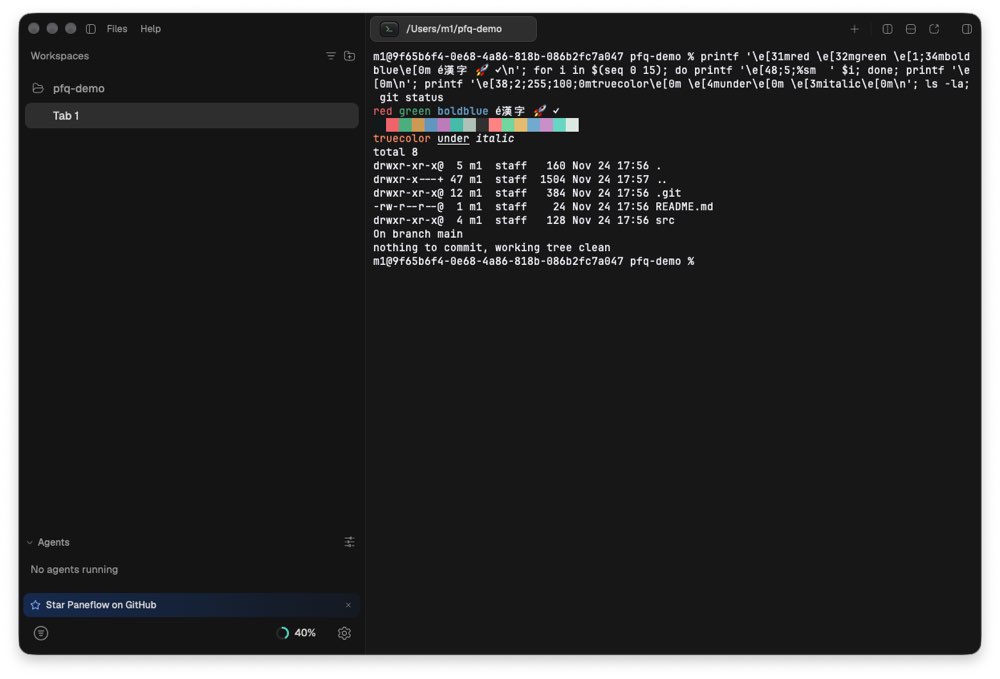 Files Help
Workspaces
pfq-demo
Tab 1
Agents
No agents running
Star Paneflow on GitHub
40%
/Users/m1/pfq-demo
m1@9f65b6f4-0e68-4a86-818b-086b2fc7a047 pfq-demo % printf '\e[31mred \e[32mgreen \e[1;34mbold
blue\e[0m é漢字 🚀 ✓\n'; for i in $(seq 0 15); do printf '\e[48;5;%sm  ' $i; done; printf '\e
[0m\n'; printf '\e[38;2;255;100;0mtruecolor\e[0m \e[4munder\e[0m \e[3mitalic\e[0m\n'; ls -la;
git status
red green boldblue é漢字 🚀 ✓
truecolor under italic
total 8
drwxr-xr-x@  5 m1  staff   160 Nov 24 17:56 .
drwxr-x---+ 47 m1  staff  1504 Nov 24 17:57 ..
drwxr-xr-x@ 12 m1  staff   384 Nov 24 17:56 .git
-rw-r--r--@  1 m1  staff    24 Nov 24 17:56 README.md
drwxr-xr-x@  4 m1  staff   128 Nov 24 17:56 src
On branch main
nothing to commit, working tree clean
m1@9f65b6f4-0e68-4a86-818b-086b2fc7a047 pfq-demo %